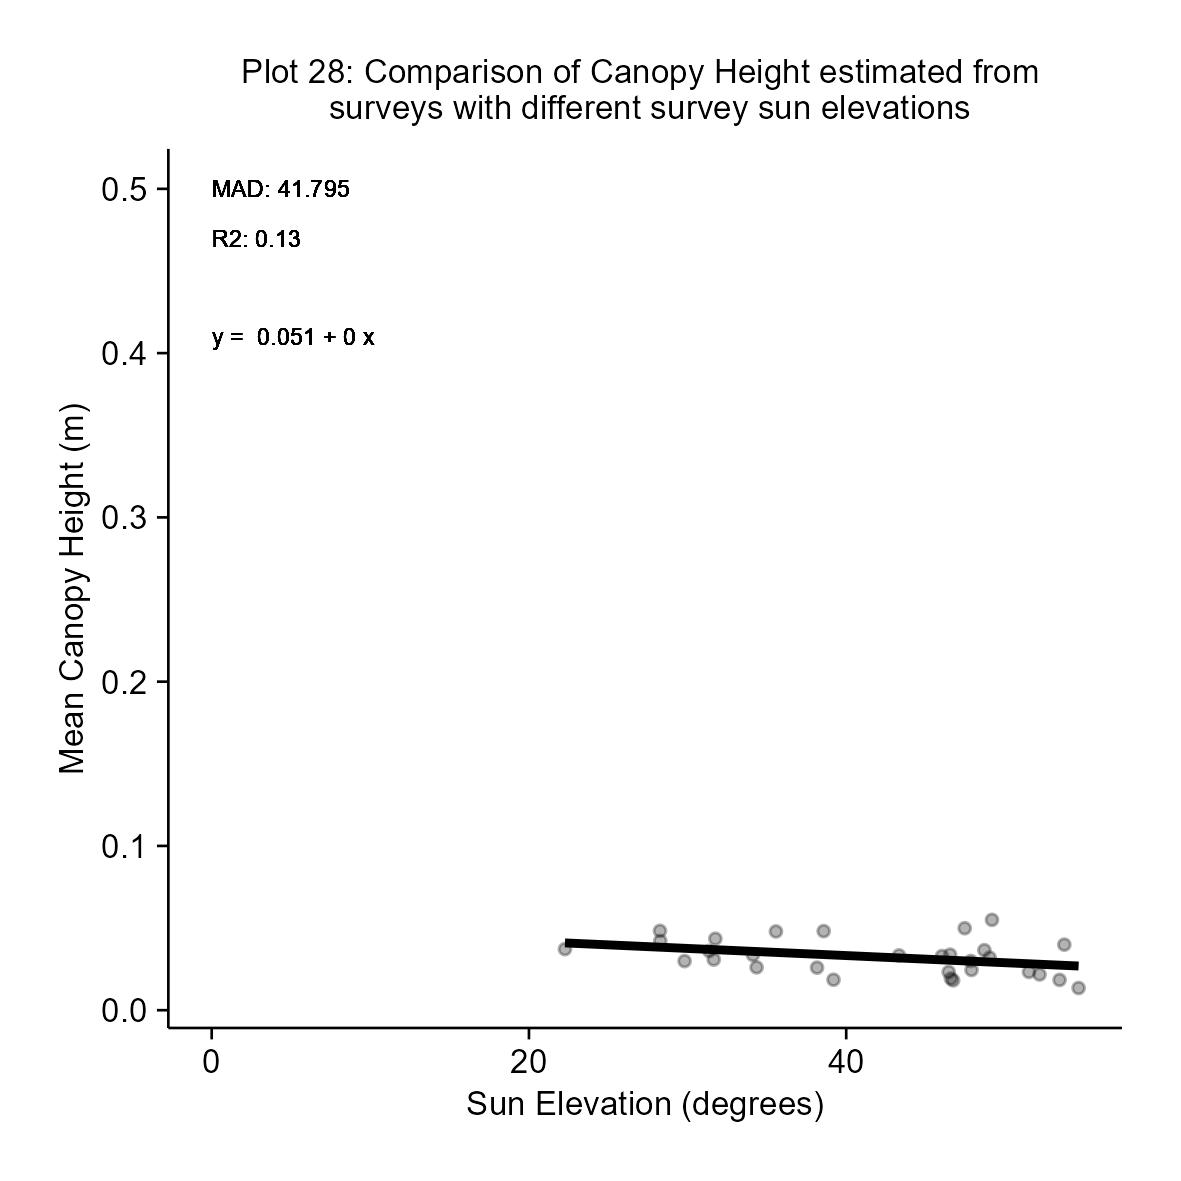 Plot 28: Comparison of Canopy Height estimated from
surveys with different survey sun elevations
MAD: 41.795
R2: 0.13
y =  0.051 + 0 x
Mean Canopy Height (m)
0.5
0.4
0.3
0.2
0.1
0.0
0
20
40
Sun Elevation (degrees)